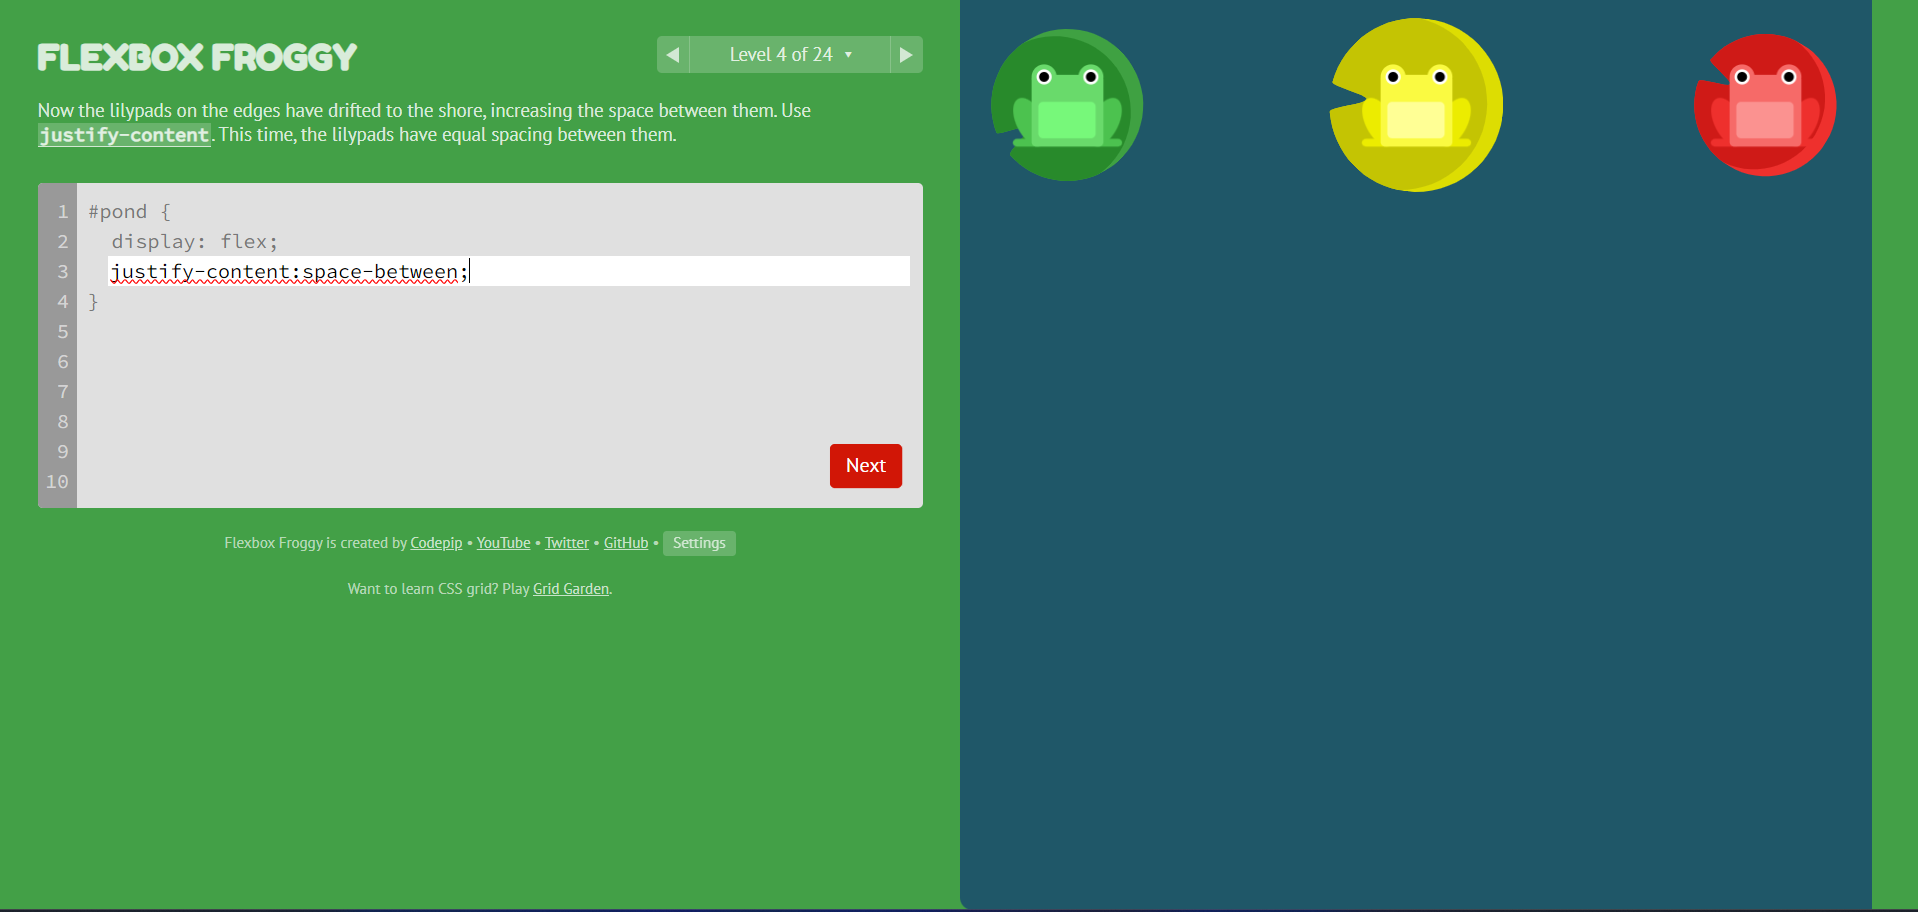 FLEXBOX FROGGY
Level 4 of 24
Now the lilypads on the edges have drifted to the shore, increasing the space between them. Use
justify-content. This time, the lilypads have equal spacing between them.
1 #pond {
2 display: flex;
3 justify-content:space-between;
4 }
5
6
7
8
9
10
Next
Flexbox Froggy is created by Codepip • YouTube • Twitter • GitHub • Settings
Want to learn CSS grid? Play Grid Garden.